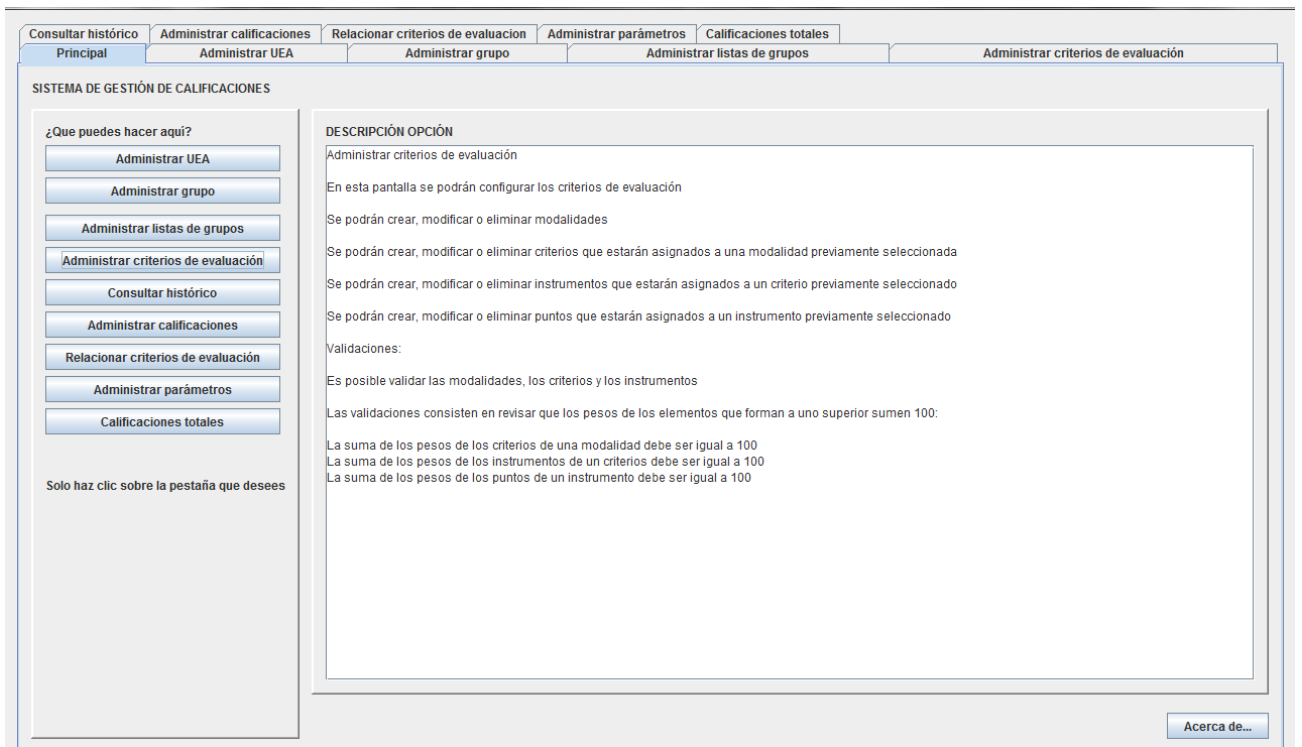 Consultar histórico
Administrar calificaciones
Relacionar criterios de evaluacion
Administrar parámetros
Calificaciones totales
Principal
Administrar UEA
Administrar grupo
Administrar listas de grupos
Administrar criterios de evaluación
SISTEMA DE GESTIÓN DE CALIFICACIONES
¿Que puedes hacer aquí?
Administrar UEA
Administrar grupo
Administrar listas de grupos
Administrar criterios de evaluación
Consultar histórico
Administrar calificaciones
Relacionar criterios de evaluación
Administrar parámetros
Calificaciones totales
Solo haz clic sobre la pestaña que desees
DESCRIPCIÓN OPCIÓN
Administrar criterios de evaluación
En esta pantalla se podrán configurar los criterios de evaluación
Se podrán crear, modificar o eliminar modalidades
Se podrán crear, modificar o eliminar criterios que estarán asignados a una modalidad previamente seleccionada
Se podrán crear, modificar o eliminar instrumentos que estarán asignados a un criterio previamente seleccionado
Se podrán crear, modificar o eliminar puntos que estarán asignados a un instrumento previamente seleccionado
Validaciones:
Es posible validar las modalidades, los criterios y los instrumentos
Las validaciones consisten en revisar que los pesos de los elementos que forman a uno superior sumen 100:
La suma de los pesos de los criterios de una modalidad debe ser igual a 100
La suma de los pesos de los instrumentos de un criterios debe ser igual a 100
La suma de los pesos de los puntos de un instrumento debe ser igual a 100
Acerca de...